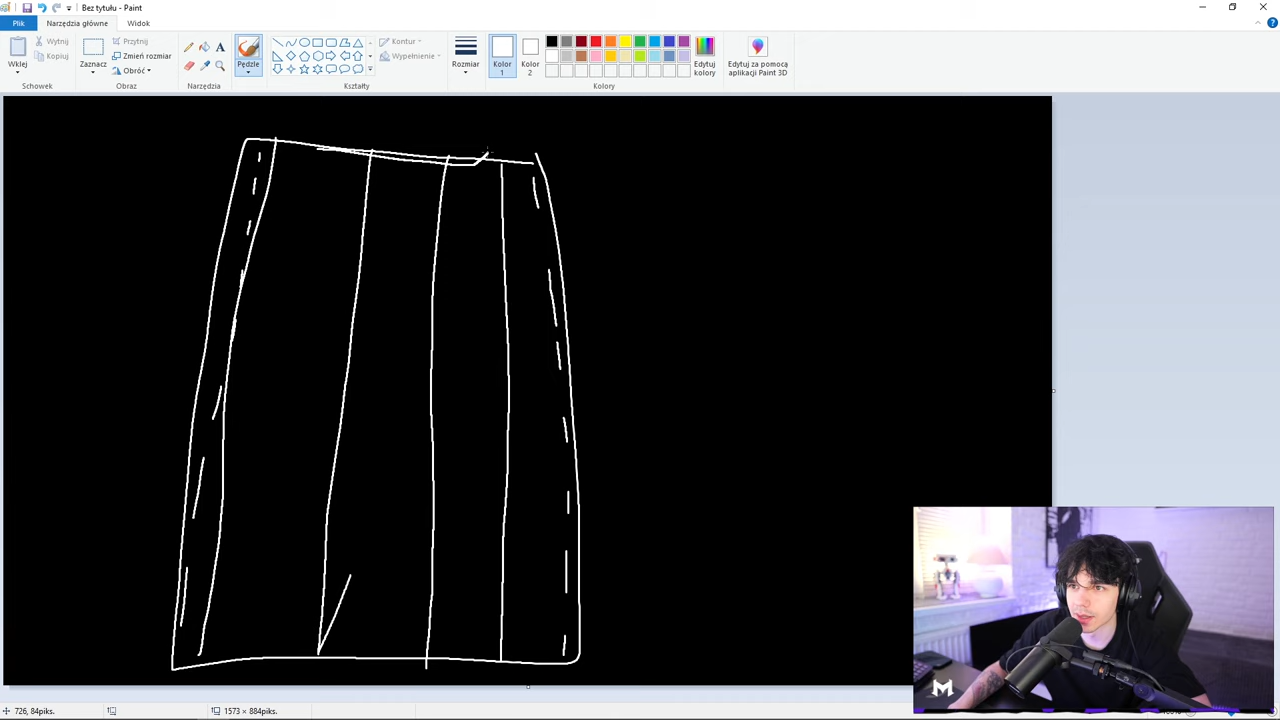 Bez tytułu - Paint
Plik Narzędzia główne Widok
Wklej
Wytnij
Kopiuj
Schowek
Zaznacz
Przytnij
Zmień rozmiar
Obróć
Obraz
Narzędzia
Pędzle
Kształty
Kontur
Wypełnienie
Rozmiar
Kolor
1
Kolor
2
Kolory
Edytuj
kolory
Edytuj za pomocą
aplikacji Paint 3D
M
726, 84piks.
1573 × 884piks.